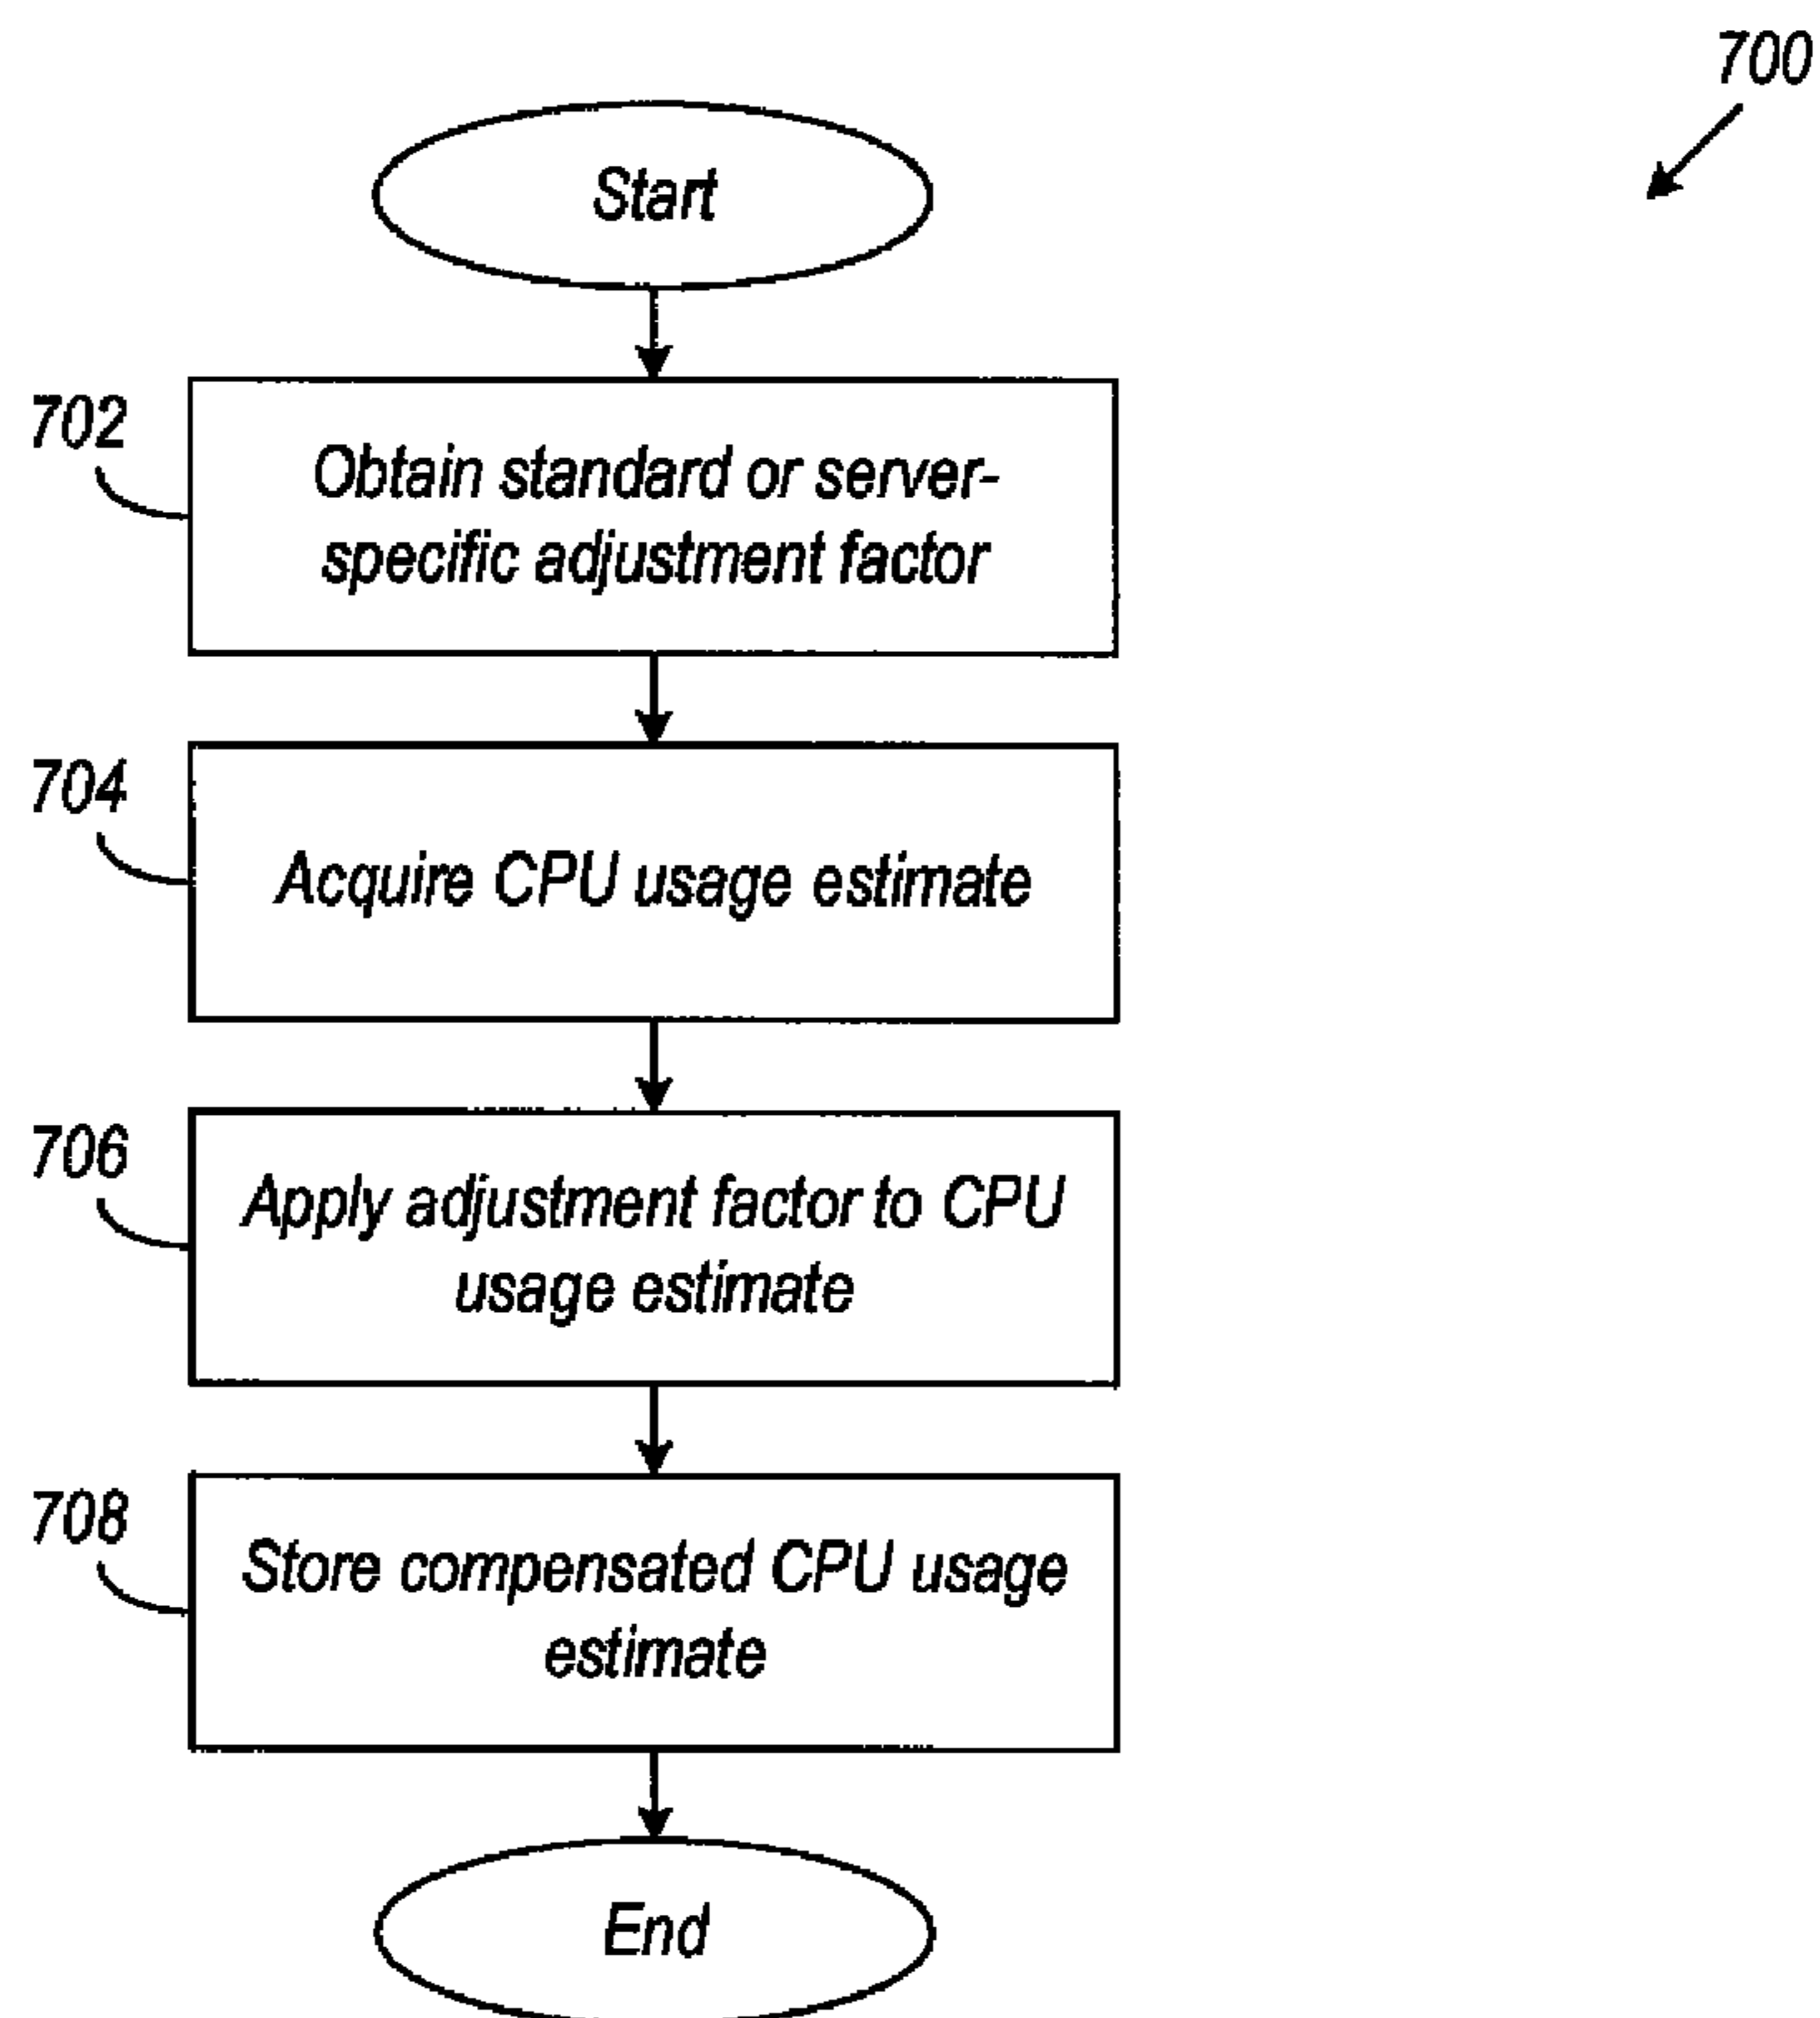 700
Start
702
Obtain standard or server-
specific adjustment factor
704
Acquire CPU usage estimate
706
Apply adjustment factor to CPU
usage estimate
708
Store compensated CPU usage
estimate
End